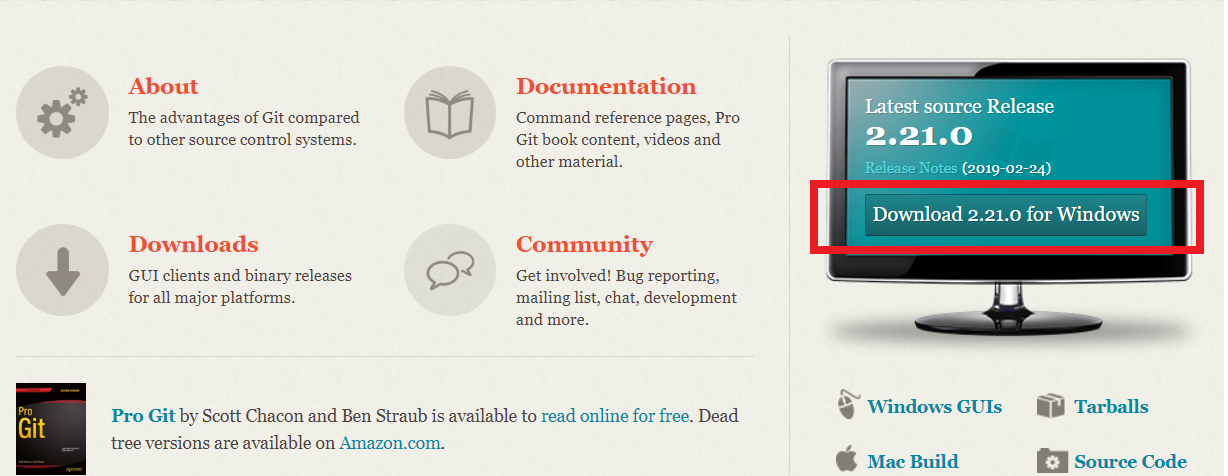 About
The advantages of Git compared
to other source control systems.
Documentation
Command reference pages, Pro
Git book content, videos and
other material.
Downloads
GUI clients and binary releases
for all major platforms.
Community
Get involved! Bug reporting,
mailing list, chat, development
and more.
Pro
Git
Pro Git by Scott Chacon and Ben Straub is available to read online for free. Dead
tree versions are available on Amazon.com.
Latest source Release
2.21.0
Release Notes (2019-02-24)
Download 2.21.0 for Windows
Windows GUIs
Tarballs
Mac Build
Source Code